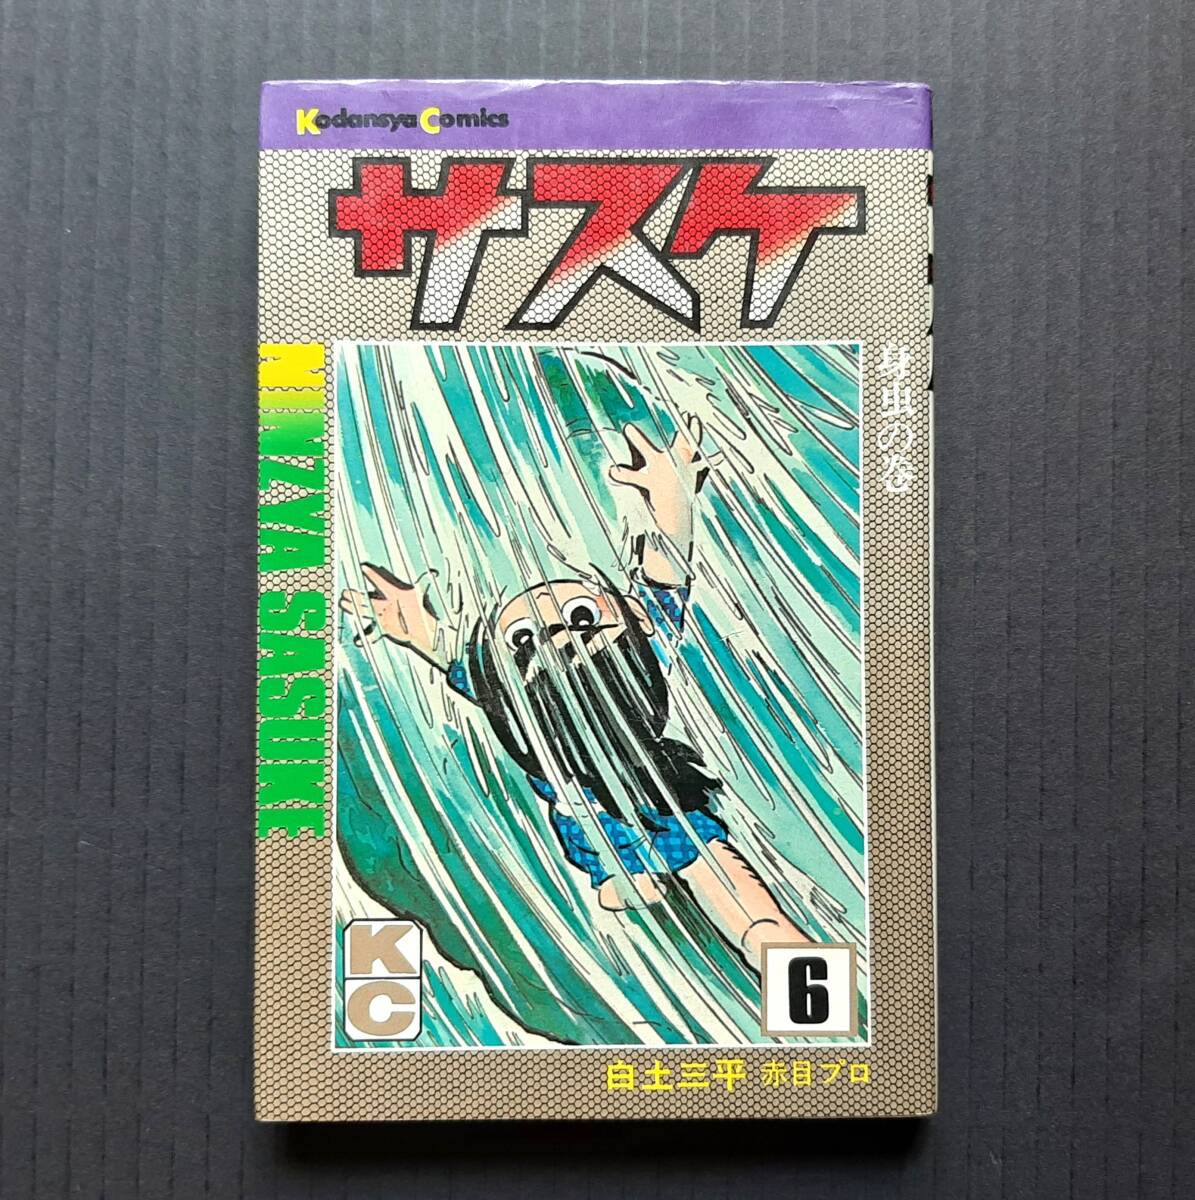 Kodansya Comics
サスケ
身虫の巻
NINZYA SASUKE
KC
6
白土三平 赤目プロ